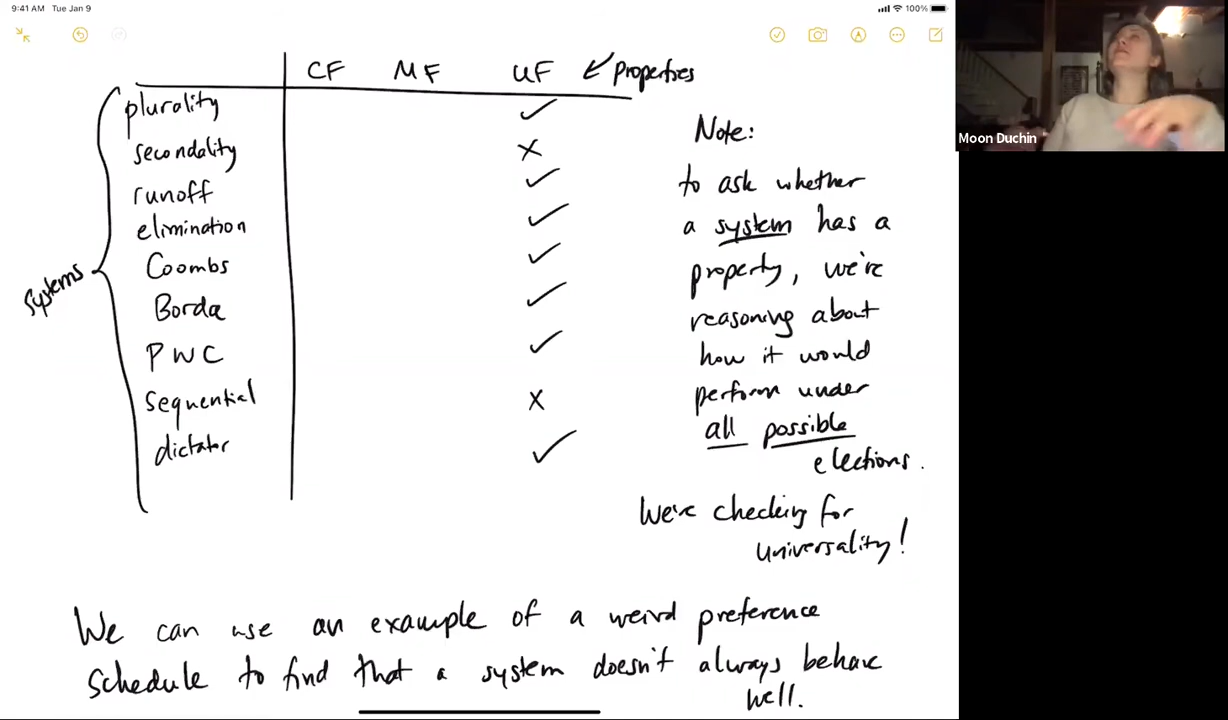 9:41 AM Tue Jan 9
100%
CF MF UF ← properties
plurality ✓
secondality x
runoff ✓
elimination ✓
Coombs ✓
Borda ✓
PWC ✓
sequential x
dictator ✓
systems
Note:
to ask whether
a system has a
property, we're
reasoning about
how it would
perform under
all possible
elections.
We're checking for
universality!
We can use an example of a weird preference
schedule to find that a system doesn't always behave
well.
Moon Duchin